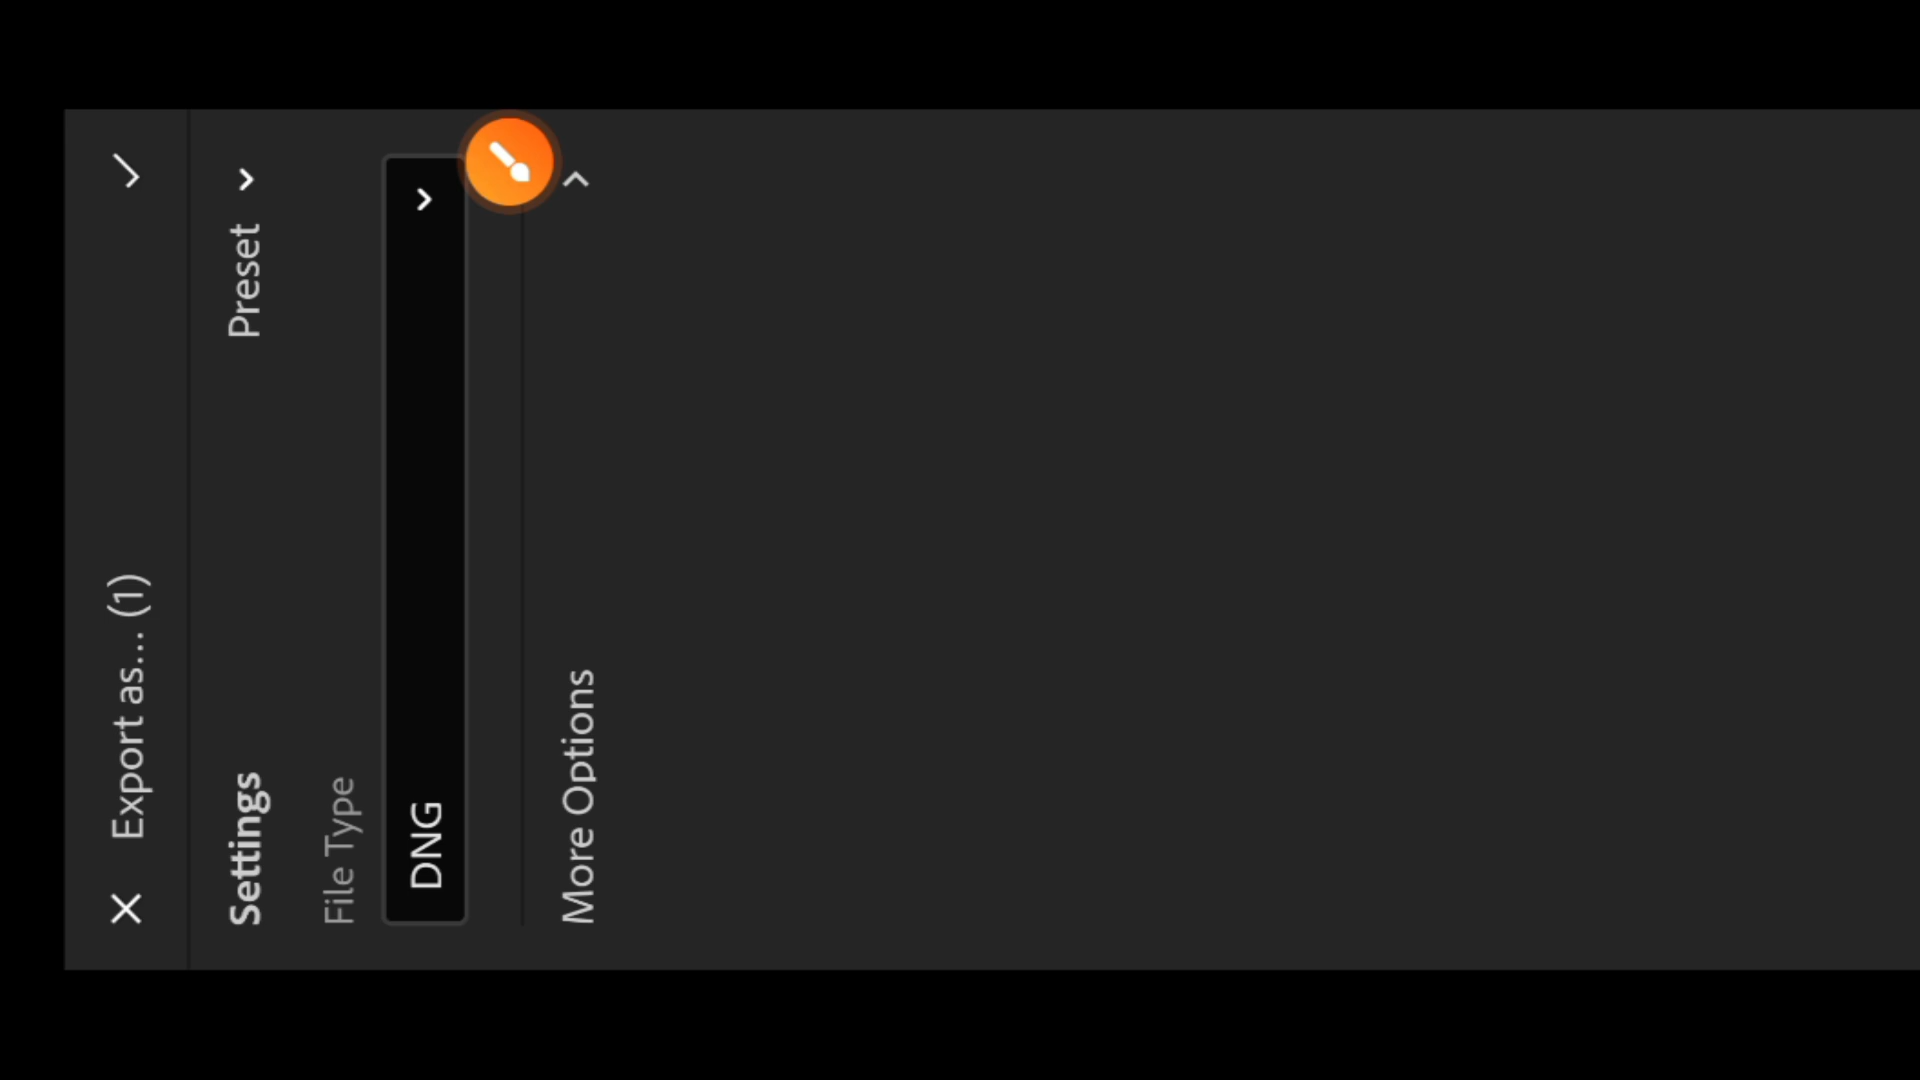 Export as... (1)
Settings
Preset
File Type
DNG
More Options